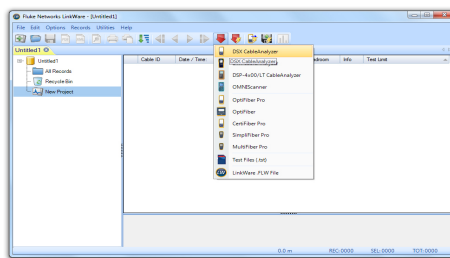 Fluke Networks LinkWare - [Untitled1]
File Edit Options Records Utilities Help
Untitled1
Untitled1
All Records
Recycle Bin
New Project
Cable ID Date / Time Headroom Info Test Limit
DSX CableAnalyzer
DSX CableAnalyzer
DSP-4x00/LT CableAnalyzer
OMNIScanner
OptiFiber Pro
OptiFiber
CertiFiber Pro
SimpliFiber Pro
MultiFiber Pro
Test Files (.txt)
LinkWare .FLW File
0.0 m REC:0000 SEL:0000 TOT:0000